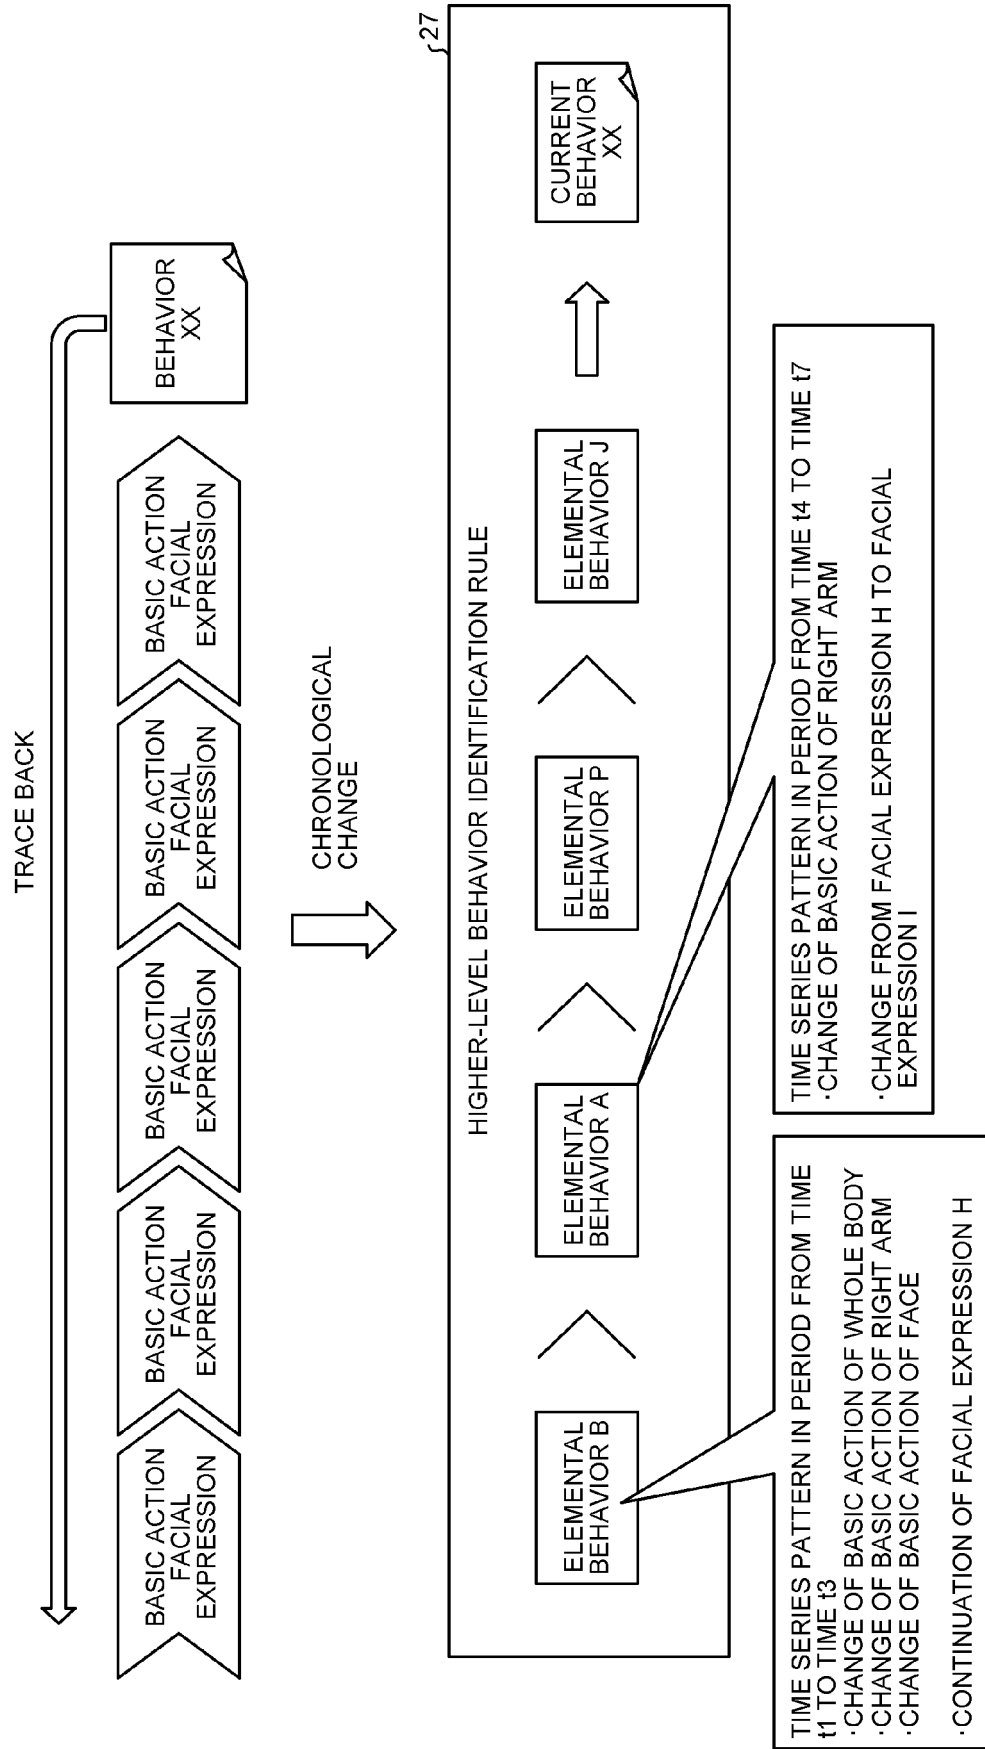 TRACE BACK
BASIC ACTION
FACIAL
EXPRESSION
BASIC ACTION
FACIAL
EXPRESSION
BASIC ACTION
FACIAL
EXPRESSION
BASIC ACTION
FACIAL
EXPRESSION
BASIC ACTION
FACIAL
EXPRESSION
BEHAVIOR
XX
CHRONOLOGICAL
CHANGE
27
HIGHER-LEVEL BEHAVIOR IDENTIFICATION RULE
ELEMENTAL
BEHAVIOR B
ELEMENTAL
BEHAVIOR A
ELEMENTAL
BEHAVIOR P
ELEMENTAL
BEHAVIOR J
CURRENT
BEHAVIOR
XX
TIME SERIES PATTERN IN PERIOD FROM TIME
t1 TO TIME t3
·CHANGE OF BASIC ACTION OF WHOLE BODY
·CHANGE OF BASIC ACTION OF RIGHT ARM
·CHANGE OF BASIC ACTION OF FACE
·CONTINUATION OF FACIAL EXPRESSION H
TIME SERIES PATTERN IN PERIOD FROM TIME t4 TO TIME t7
·CHANGE OF BASIC ACTION OF RIGHT ARM
·CHANGE FROM FACIAL EXPRESSION H TO FACIAL
EXPRESSION I